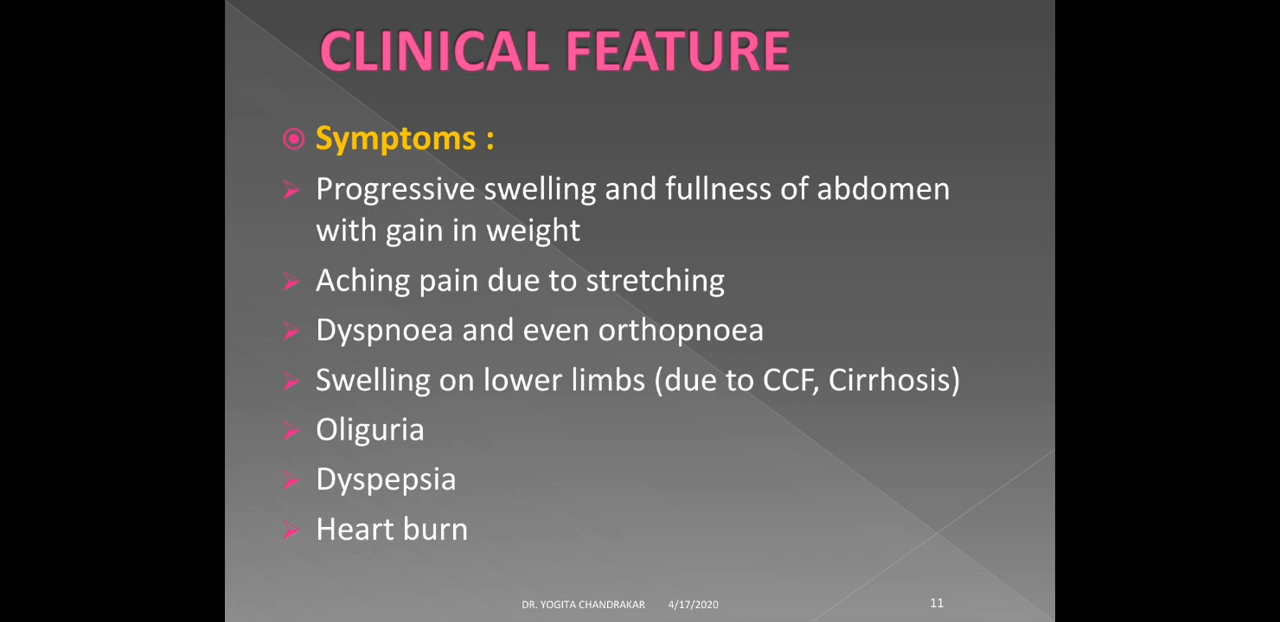 CLINICAL FEATURE
Symptoms :
Progressive swelling and fullness of abdomen
with gain in weight
Aching pain due to stretching
Dyspnoea and even orthopnoea
Swelling on lower limbs (due to CCF, Cirrhosis)
Oliguria
Dyspepsia
Heart burn
DR. YOGITA CHANDRAKAR 4/17/2020 11